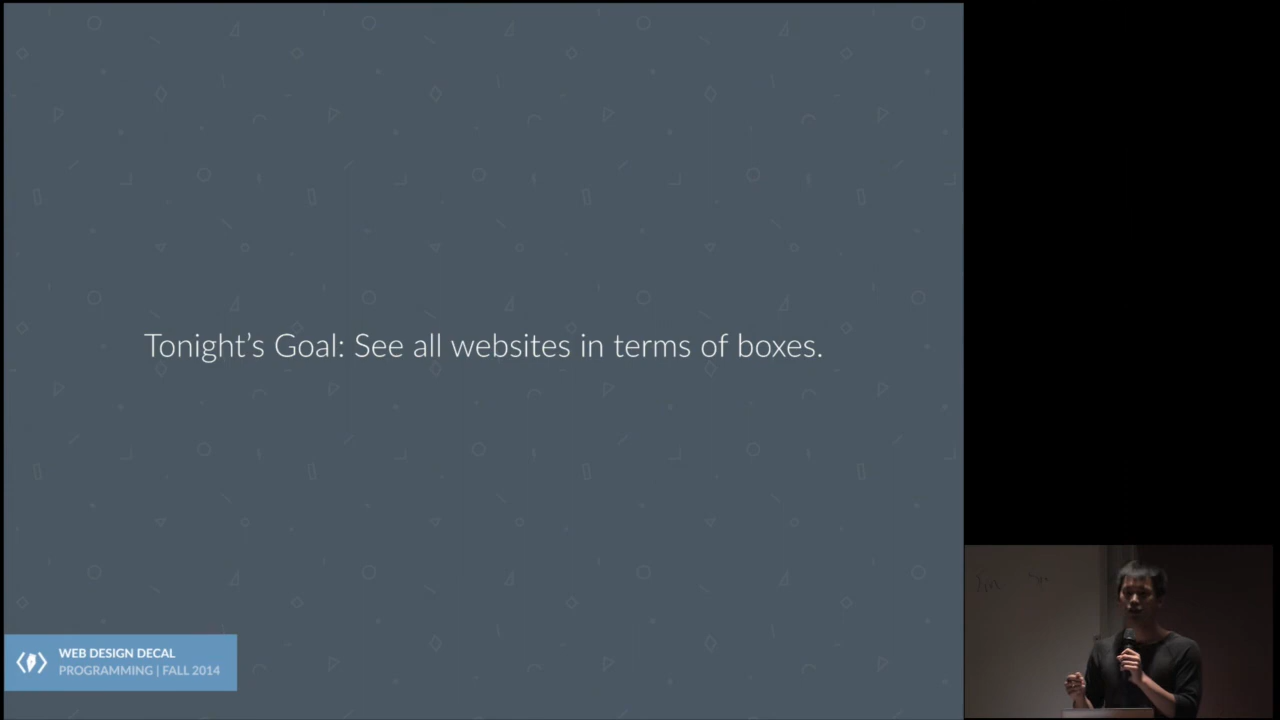 Tonight’s Goal: See all websites in terms of boxes.
WEB DESIGN DECAL
PROGRAMMING | FALL 2014